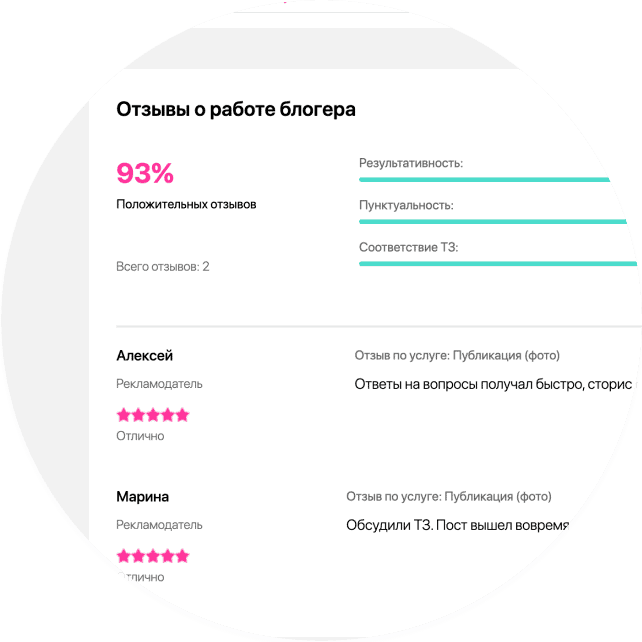 Отзывы о работе блогера
93%
Положительных отзывов
Всего отзывов: 2
Результативность:
Пунктуальность:
Соответствие ТЗ:
Алексей
Рекламодатель
Отлично
Отзыв по услуге: Публикация (фото)
Ответы на вопросы получал быстро, сторис
Марина
Рекламодатель
Отлично
Отзыв по услуге: Публикация (фото)
Обсудили ТЗ. Пост вышел вовремя